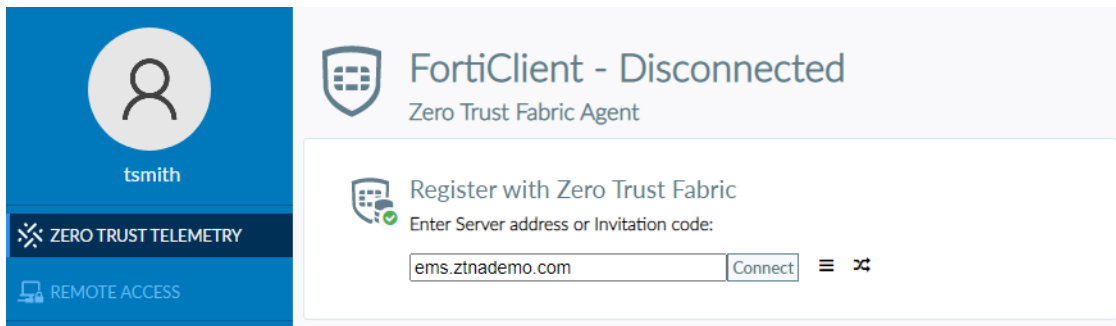 tsmith
ZERO TRUST TELEMETRY
REMOTE ACCESS
FortiClient - Disconnected
Zero Trust Fabric Agent
Register with Zero Trust Fabric
Enter Server address or Invitation code:
ems.ztnademo.com Connect